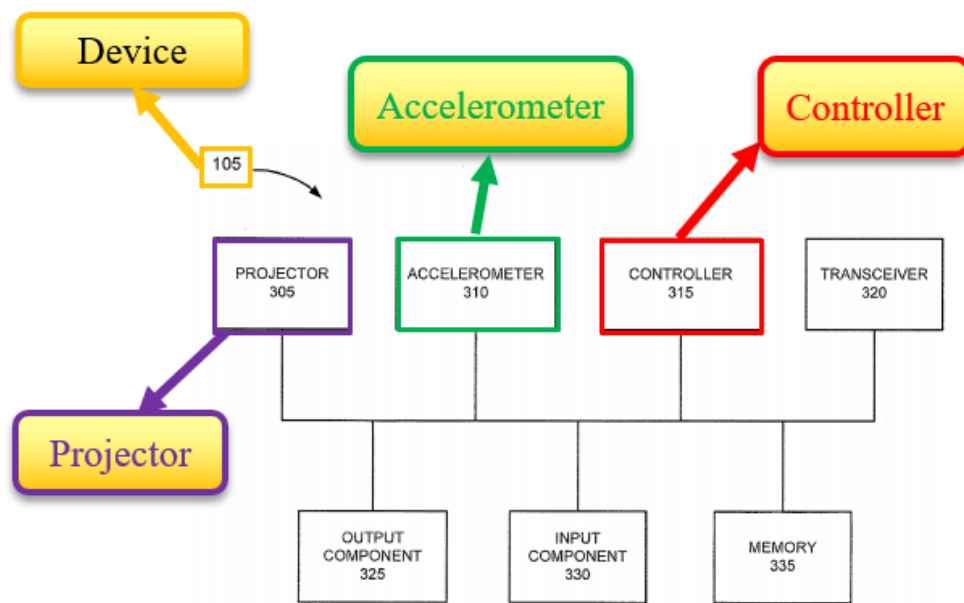 Device
Accelerometer
Controller
105
PROJECTOR
305
ACCELEROMETER
310
CONTROLLER
315
TRANSCEIVER
320
Projector
OUTPUT
COMPONENT
325
INPUT
COMPONENT
330
MEMORY
335